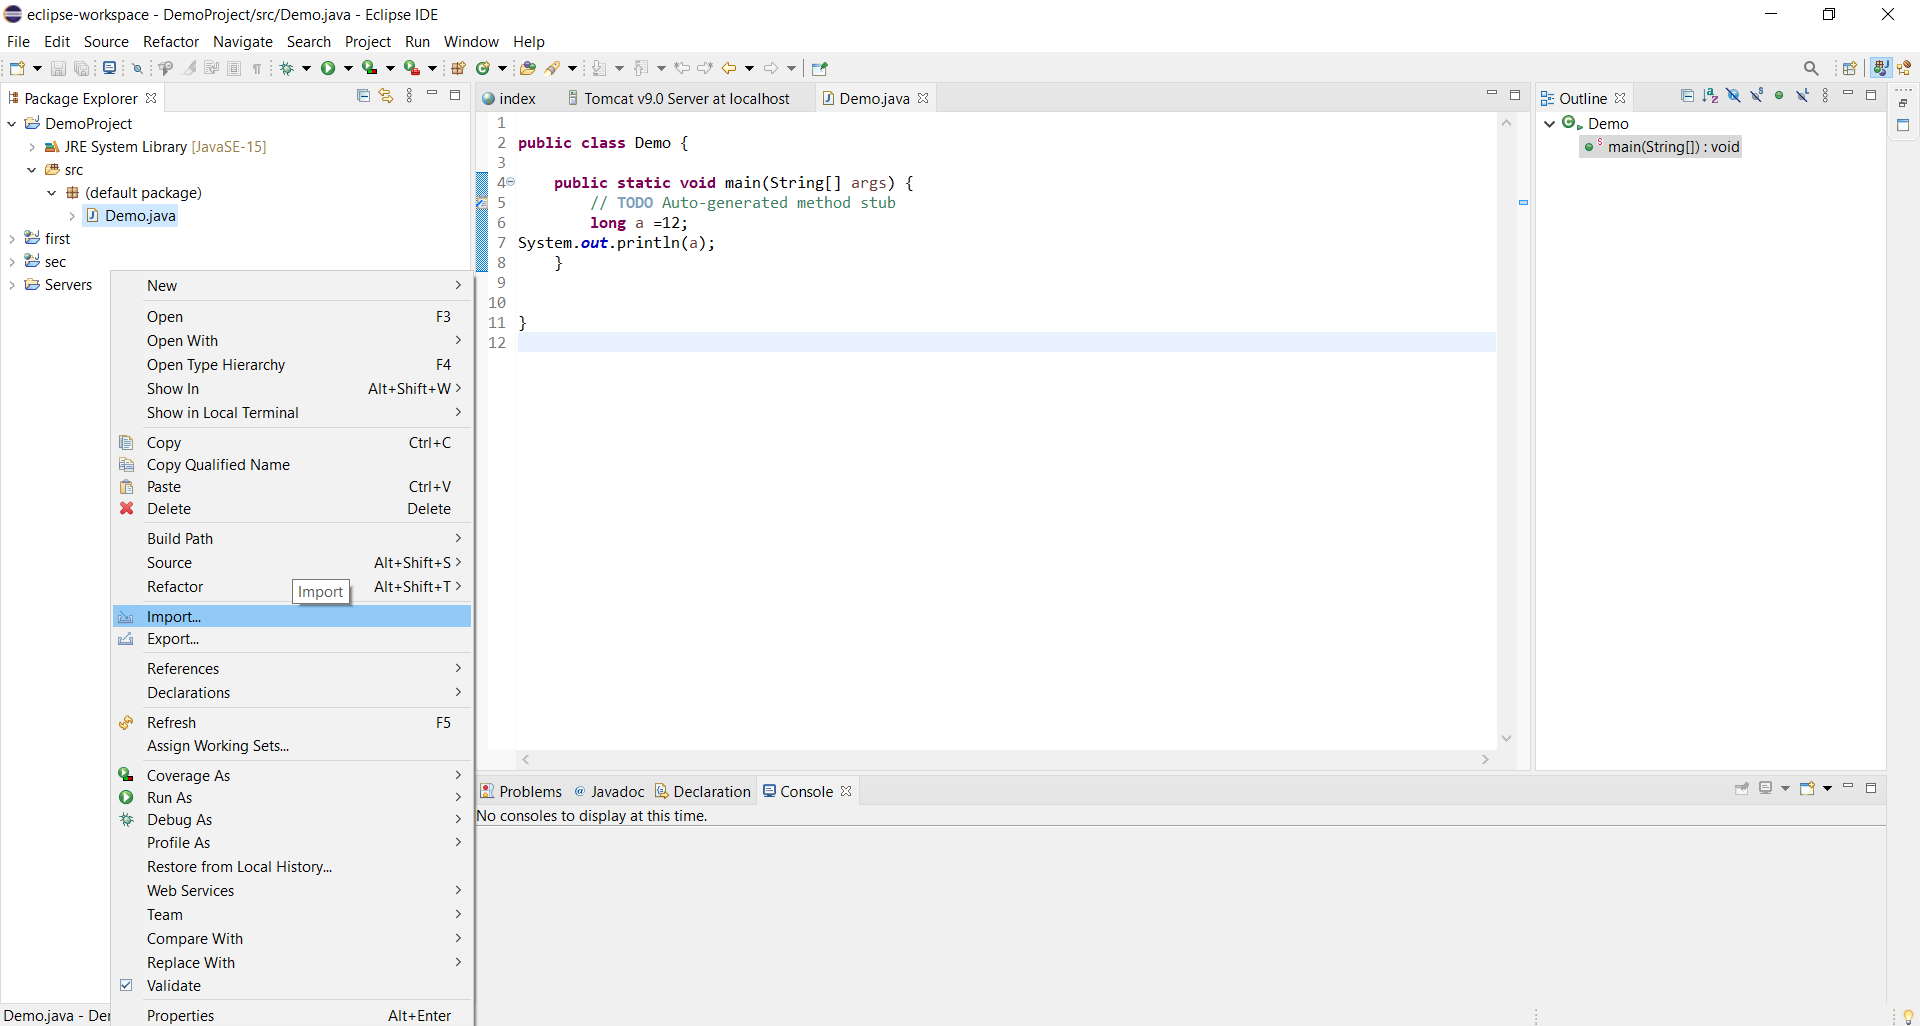 eclipse-workspace - DemoProject/src/Demo.java - Eclipse IDE
File Edit Source Refactor Navigate Search Project Run Window Help
Package Explorer
DemoProject
JRE System Library [JavaSE-15]
src
(default package)
Demo.java
first
sec
Servers
New
Open F3
Open With
Open Type Hierarchy F4
Show In Alt+Shift+W
Show in Local Terminal
Copy Ctrl+C
Copy Qualified Name
Paste Ctrl+V
Delete Delete
Build Path
Source Alt+Shift+S
Refactor Alt+Shift+T
Import
Import...
Export...
References
Declarations
Refresh F5
Assign Working Sets...
Coverage As
Run As
Debug As
Profile As
Restore from Local History...
Web Services
Team
Compare With
Replace With
Validate
Properties Alt+Enter
index Tomcat v9.0 Server at localhost Demo.java
1
2 public class Demo {
3
4 public static void main(String[] args) {
5 // TODO Auto-generated method stub
6 long a =12;
7 System.out.println(a);
8 }
9
10
11 }
12
Outline
Demo
main(String[]) : void
Problems @ Javadoc Declaration Console
No consoles to display at this time.
Demo.java - Der